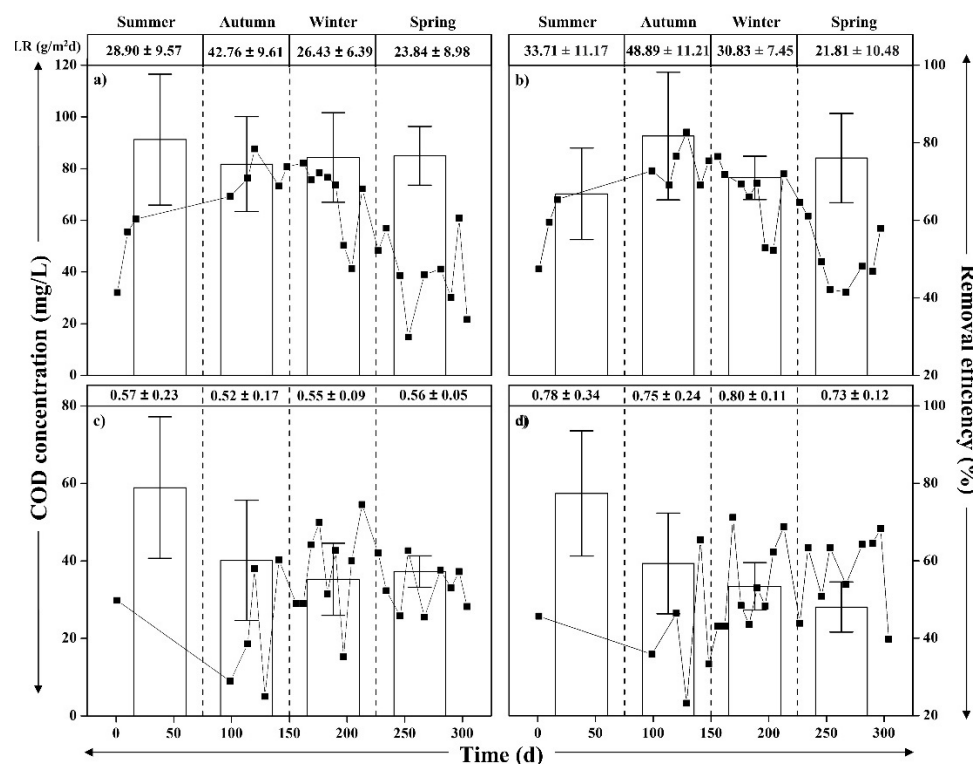 Summer Autumn Winter Spring Summer Autumn Winter Spring
LR (g/m²d) 28.90 ± 9.57 42.76 ± 9.61 26.43 ± 6.39 23.84 ± 8.98 33.71 ± 11.17 48.89 ± 11.21 30.83 ± 7.45 21.81 ± 10.48
120 a) b) 100
100
80 80
80
60 60
40 40
20
0 20
0.57 ± 0.23 0.52 ± 0.17 0.55 ± 0.09 0.56 ± 0.05 0.78 ± 0.34 0.75 ± 0.24 0.80 ± 0.11 0.73 ± 0.12
80 c) d) 100
60 80
40 60
20 40
0 20
0 50 100 150 200 250 300 0 50 100 150 200 250 300
Time (d)
COD concentration (mg/L)
Removal efficiency (%)